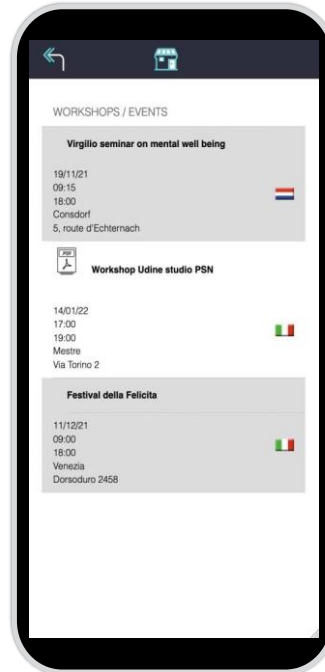 WORKSHOPS / EVENTS
Virgilio seminar on mental well being
19/11/21
09:15
18:00
Consdorf
5, route d'Echternach
PDF
Workshop Udine studio PSN
14/01/22
17:00
19:00
Mestre
Via Torino 2
Festival della Felicita
11/12/21
09:00
18:00
Venezia
Dorsoduro 2458